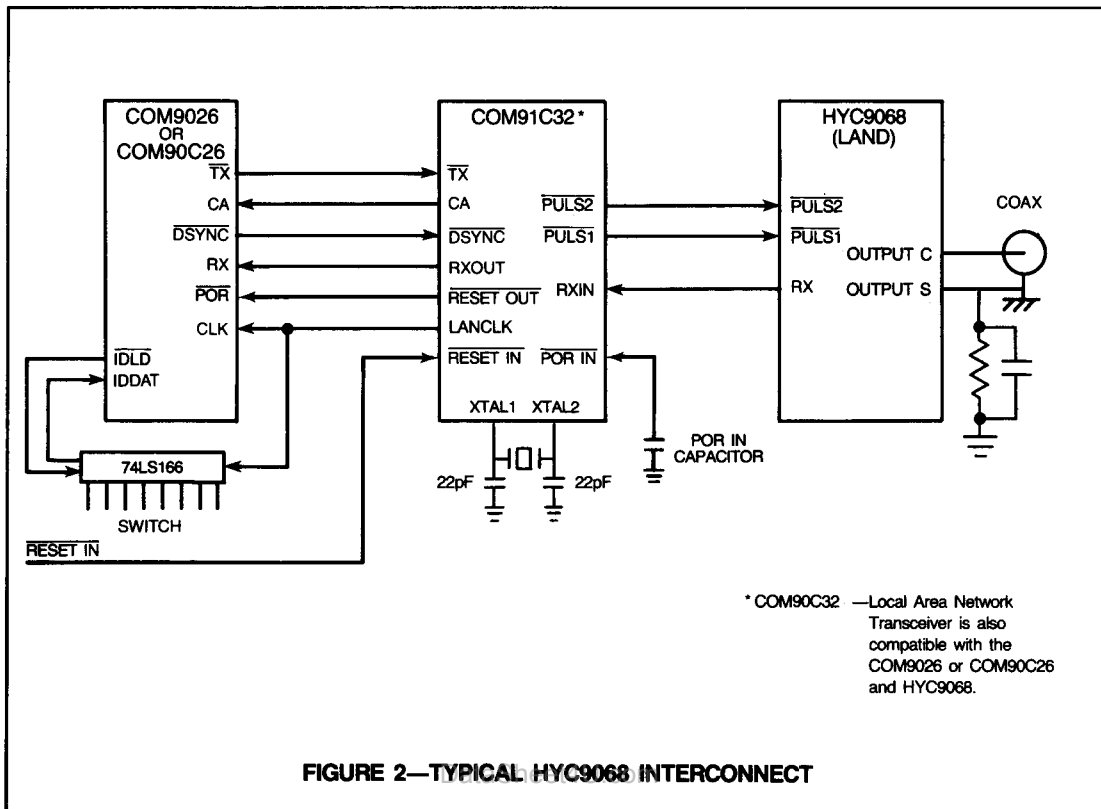 COM9026
OR
COM90C26
TX
CA
DSYNC
RX
POR
CLK
IDLD
IDDAT
COM91C32 *
TX
CA
DSYNC
RXOUT
RESET OUT
LANCLK
RESET IN
PULS2
PULS1
RXIN
POR IN
XTAL1 XTAL2
HYC9068
(LAND)
PULS2
PULS1
RX
OUTPUT C
OUTPUT S
COAX
74LS166
SWITCH
RESET IN
22pF
22pF
POR IN
CAPACITOR
* COM90C32 —Local Area Network
Transceiver is also
compatible with the
COM9026 or COM90C26
and HYC9068.
FIGURE 2—TYPICAL HYC9068 INTERCONNECT